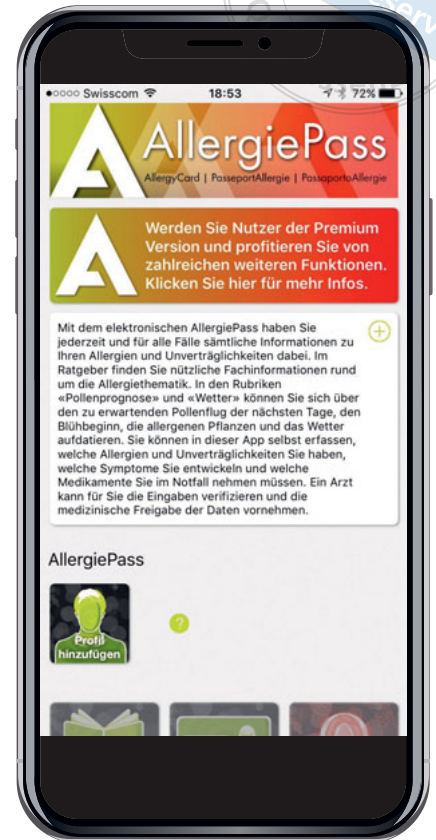 Swisscom 18:53 72%
AllergiePass
AllergyCard | PasseportAllergie | PassaportoAllergie
Werden Sie Nutzer der Premium
Version und profitieren Sie von
zahlreichen weiteren Funktionen.
Klicken Sie hier für mehr Infos.
Mit dem elektronischen AllergiePass haben Sie
jederzeit und für alle Fälle sämtliche Informationen zu
Ihren Allergien und Unverträglichkeiten dabei. Im
Ratgeber finden Sie nützliche Fachinformationen rund
um die Allergiethematik. In den Rubriken
«Pollenprognose» und «Wetter» können Sie sich über
den zu erwartenden Pollenflug der nächsten Tage, den
Blühbeginn, die allergenen Pflanzen und das Wetter
aufdatieren. Sie können in dieser App selbst erfassen,
welche Allergien und Unverträglichkeiten Sie haben,
welche Symptome Sie entwickeln und welche
Medikamente Sie im Notfall nehmen müssen. Ein Arzt
kann für Sie die Eingaben verifizieren und die
medizinische Freigabe der Daten vornehmen.
AllergiePass
Profil
hinzufügen
?